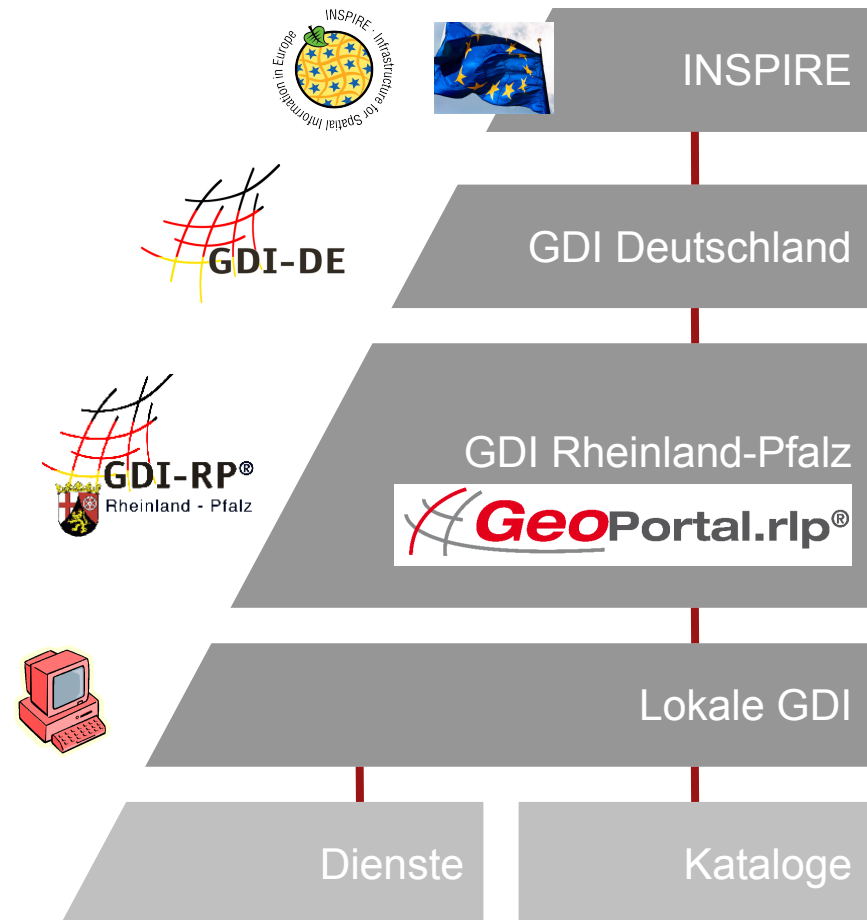 INSPIRE · Infrastructure for Spatial Information in Europe
INSPIRE
GDI-DE
GDI Deutschland
GDI-RP®
Rheinland - Pfalz
GDI Rheinland-Pfalz
GeoPortal.rlp®
Lokale GDI
Dienste
Kataloge